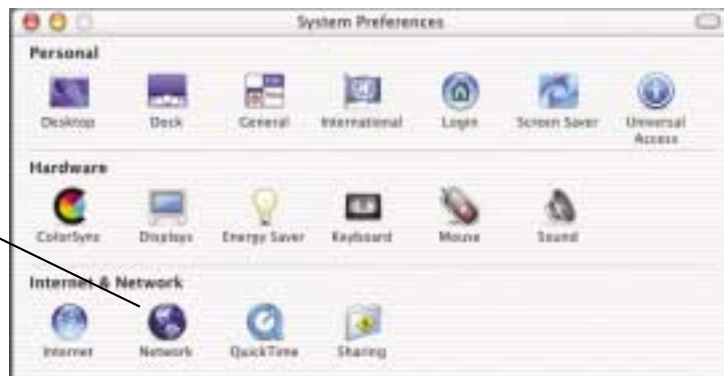 System Preferences
Personal
Desktop Dock General International Login Screen Saver Universal Access
Hardware
ColorSync Displays Energy Saver Keyboard Mouse Sound
Internet & Network
Internet Network QuickTime Sharing